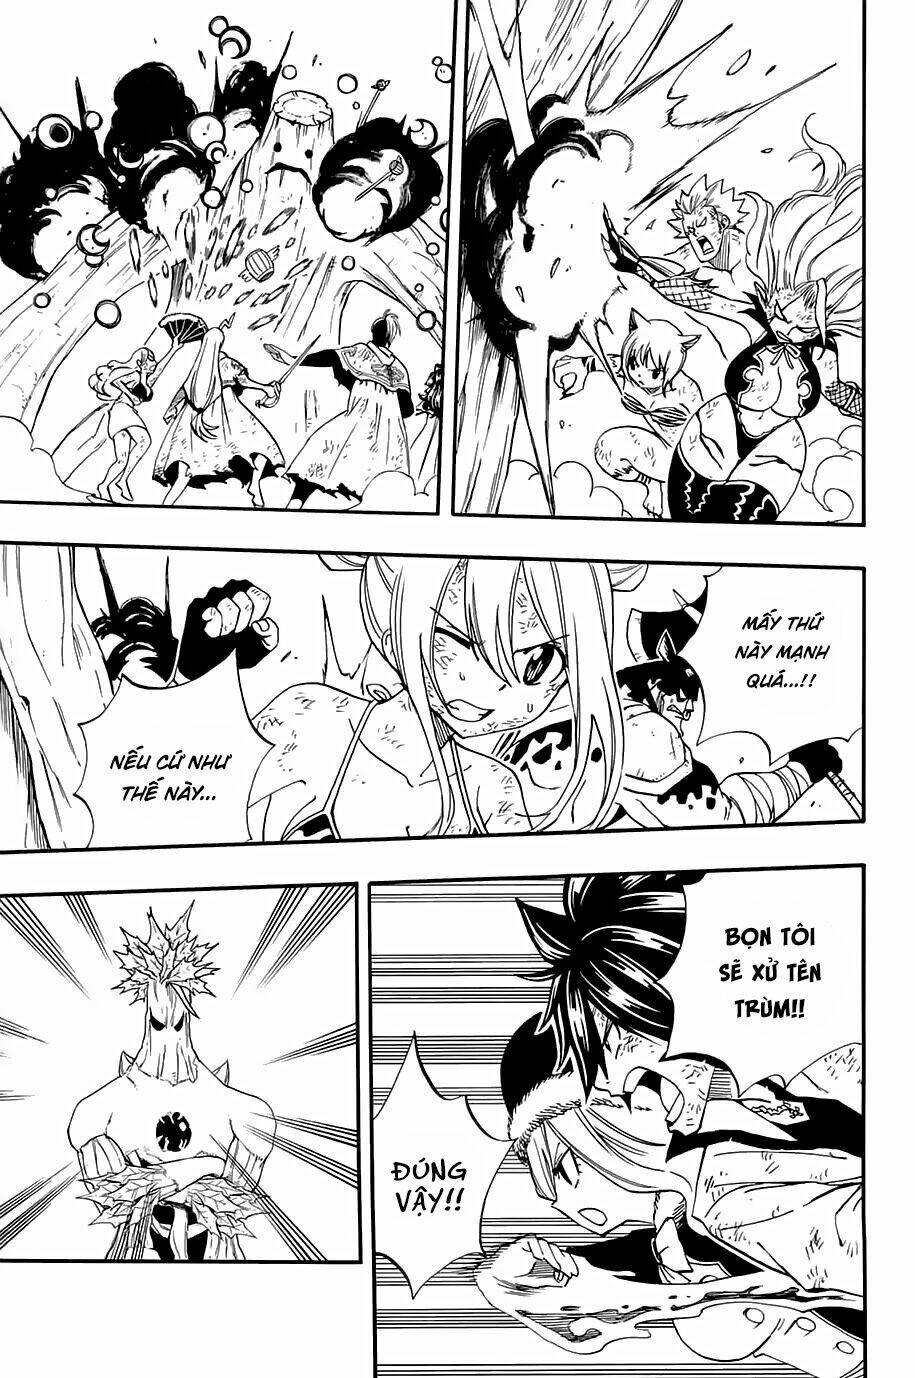 MẤY THỨ
NÀY MẠNH
QUÁ...!!
NẾU CỨ NHƯ
THẾ NÀY...
BỌN TÔI
SẼ XỬ TÊN
TRÙM!!
ĐÚNG
VẬY!!